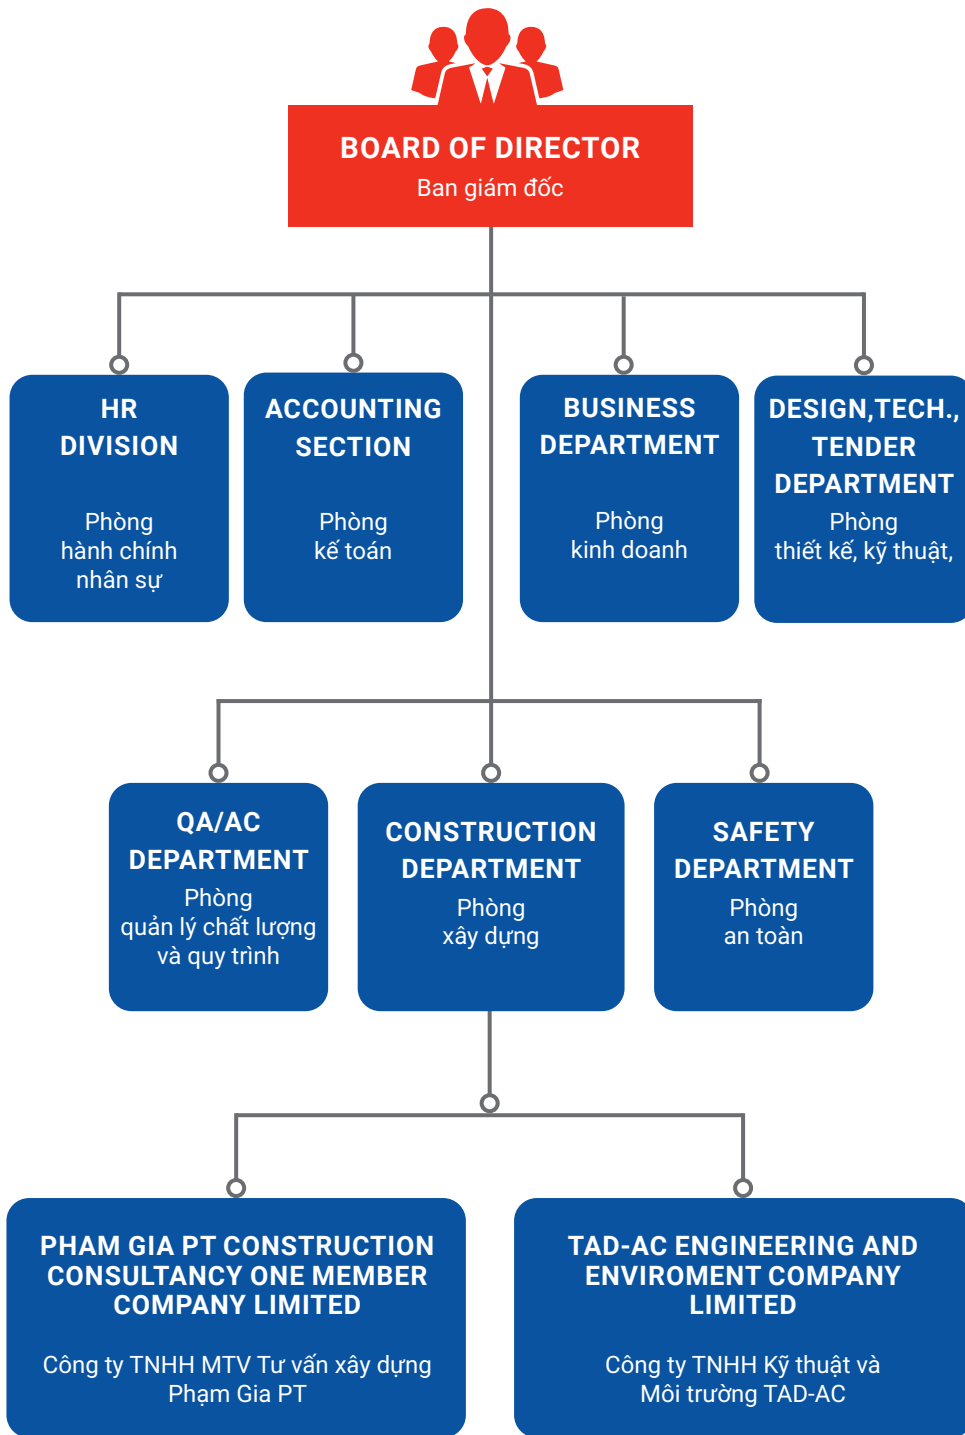 BOARD OF DIRECTOR
Ban giám đốc
HR
DIVISION
Phòng
hành chính
nhân sự
ACCOUNTING
SECTION
Phòng
kế toán
BUSINESS
DEPARTMENT
Phòng
kinh doanh
DESIGN,TECH.,
TENDER
DEPARTMENT
Phòng
thiết kế, kỹ thuật,
QA/AC
DEPARTMENT
Phòng
quản lý chất lượng
và quy trình
CONSTRUCTION
DEPARTMENT
Phòng
xây dựng
SAFETY
DEPARTMENT
Phòng
an toàn
PHAM GIA PT CONSTRUCTION
CONSULTANCY ONE MEMBER
COMPANY LIMITED
Công ty TNHH MTV Tư vấn xây dựng
Phạm Gia PT
TAD-AC ENGINEERING AND
ENVIROMENT COMPANY
LIMITED
Công ty TNHH Kỹ thuật và
Môi trường TAD-AC